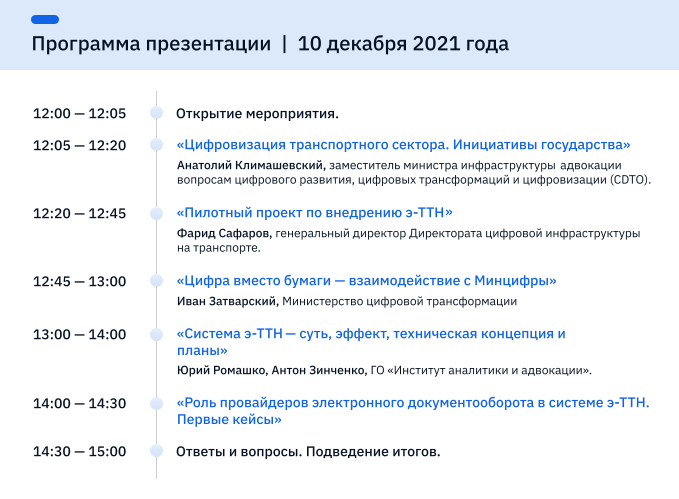 Программа презентации | 10 декабря 2021 года
12:00 — 12:05 Открытие мероприятия.
12:05 — 12:20 «Цифровизация транспортного сектора. Инициативы государства»
Анатолий Климашевский, заместитель министра инфраструктуры адвокации
вопросам цифрового развития, цифровых трансформаций и цифровизации (CDTO).
12:20 — 12:45 «Пилотный проект по внедрению э-ТТН»
Фарид Сафаров, генеральный директор Директората цифровой инфраструктуры
на транспорте.
12:45 — 13:00 «Цифра вместо бумаги — взаимодействие с Минцифры»
Иван Затварский, Министерство цифровой трансформации
13:00 — 14:00 «Система э-ТТН — суть, эффект, техническая концепция и
планы»
Юрий Ромашко, Антон Зинченко, ГО «Институт аналитики и адвокации».
14:00 — 14:30 «Роль провайдеров электронного документооборота в системе э-ТТН.
Первые кейсы»
14:30 — 15:00 Ответы и вопросы. Подведение итогов.